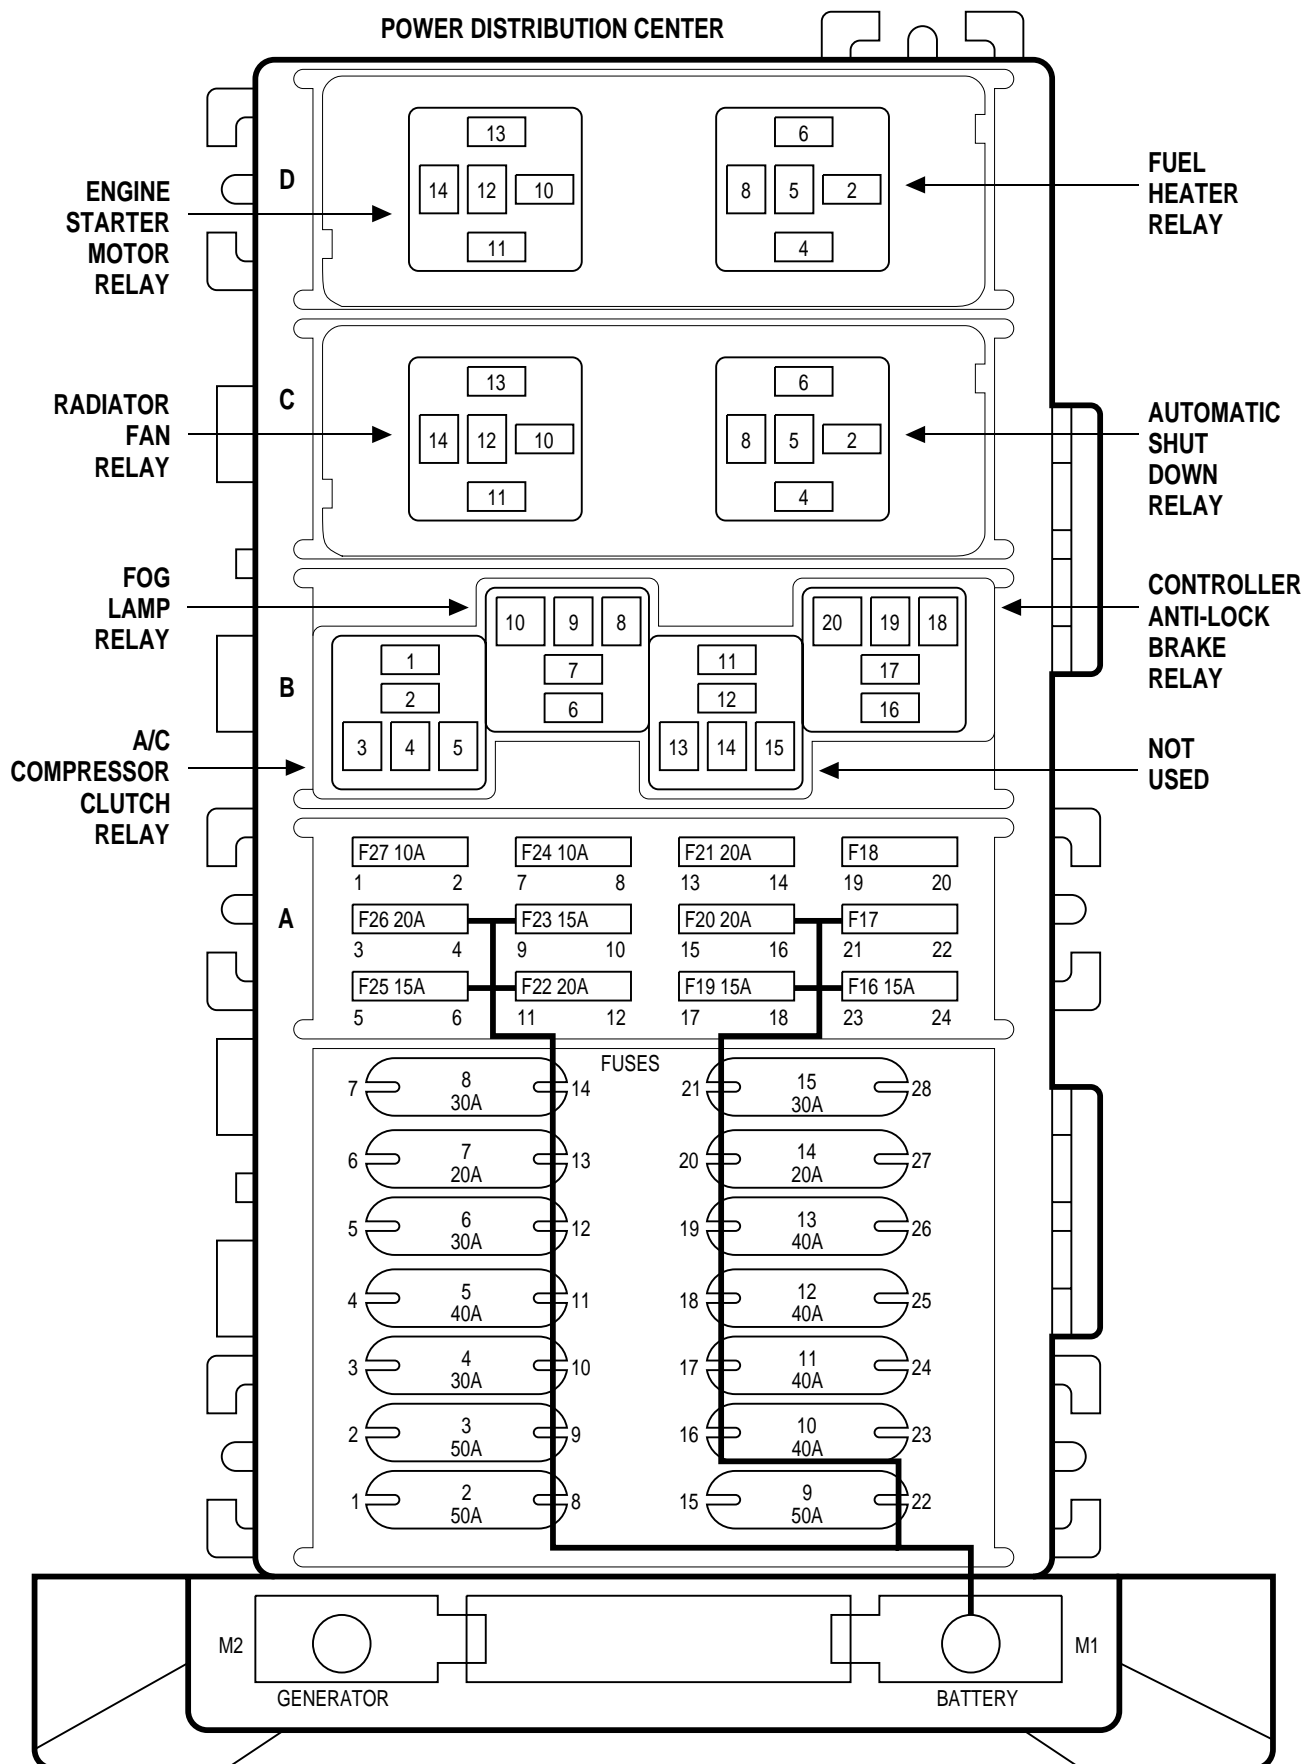 POWER DISTRIBUTION CENTER
D
13
14 12 10
11
6
8 5 2
4
ENGINE
STARTER
MOTOR
RELAY
FUEL
HEATER
RELAY
C
13
14 12 10
11
6
8 5 2
4
RADIATOR
FAN
RELAY
AUTOMATIC
SHUT
DOWN
RELAY
FOG
LAMP
RELAY
CONTROLLER
ANTI-LOCK
BRAKE
RELAY
B
10 9 8
7
6
20 19 18
17
16
1
2
3 4 5
11
12
13 14 15
A/C
COMPRESSOR
CLUTCH
RELAY
NOT
USED
A
F27 10A F24 10A F21 20A F18
1 2 7 8 13 14 19 20
F26 20A F23 15A F20 20A F17
3 4 9 10 15 16 21 22
F25 15A F22 20A F19 15A F16 15A
5 6 11 12 17 18 23 24
FUSES
7 8 14 21 15 28
30A 30A
6 7 13 20 14 27
20A 20A
5 6 12 19 13 26
30A 40A
4 5 11 18 12 25
40A 40A
3 4 10 17 11 24
30A 40A
2 3 9 16 10 23
50A 40A
1 2 8 15 9 22
50A 50A
M2 M1
GENERATOR BATTERY